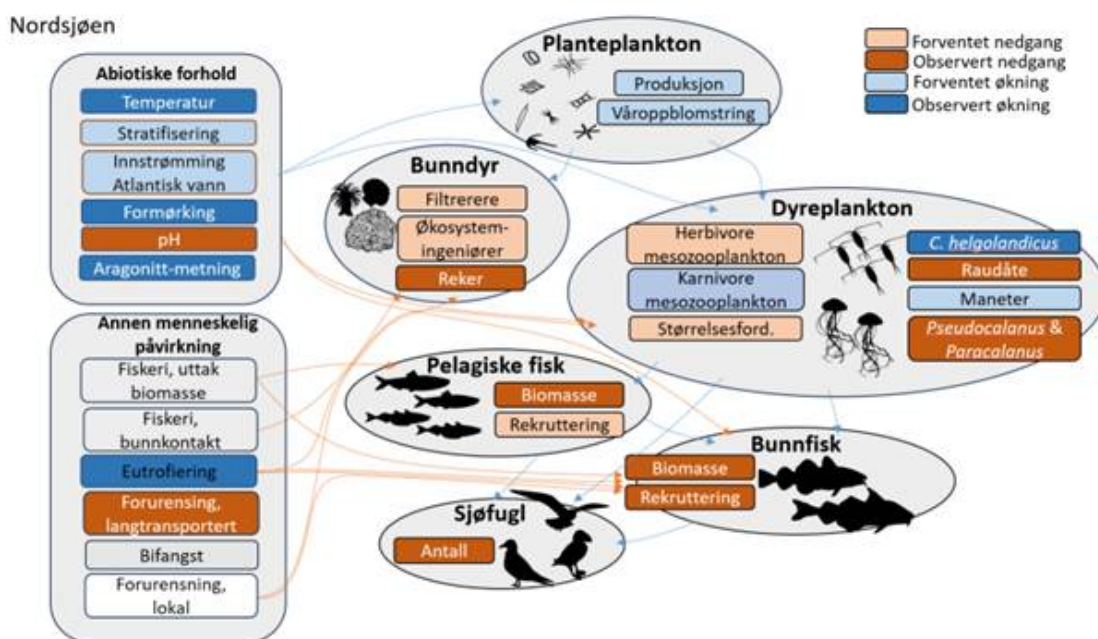 Nordsjøen
Abiotiske forhold
Temperatur
Stratifisering
Innstrømming
Atlantisk vann
Formørking
pH
Aragonitt-metning
Annen menneskelig
påvirkning
Fiskeri, uttak
biomasse
Fiskeri,
bunnkontakt
Eutrofiering
Forurensing,
langtransportert
Bifangst
Forurensning,
lokal
Planteplankton
Produksjon
Våroppblomstring
Forventet nedgang
Observert nedgang
Forventet økning
Observert økning
Bunndyr
Filtrerere
Økosystem-
ingeniører
Reker
Dyreplankton
Herbivore
mesozooplankton
Karnivore
mesozooplankton
Størrelsesford.
C. helgolandicus
Raudåte
Maneter
Pseudocalanus &
Paracalanus
Pelagiske fisk
Biomasse
Rekruttering
Bunnfisk
Biomasse
Rekruttering
Sjøfugl
Antall